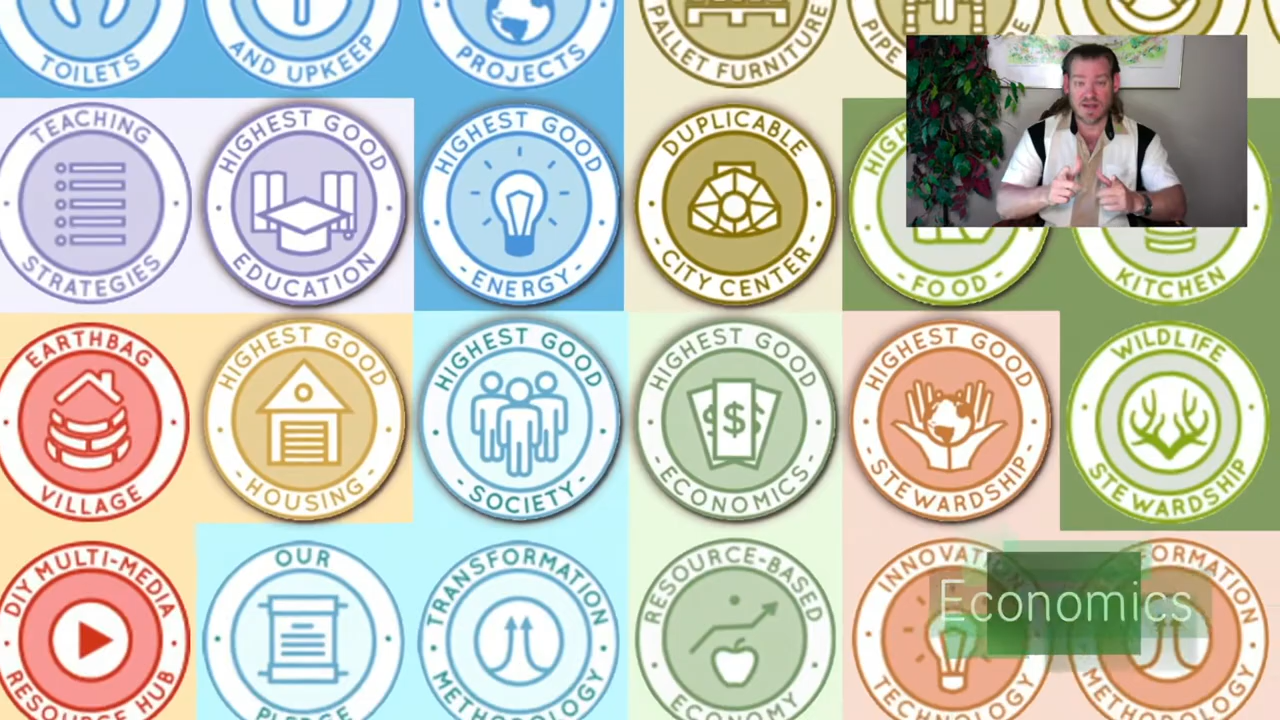 TOILETS
AND UPKEEP
PROJECTS
PALLET FURNITURE
PIPE
TEACHING
STRATEGIES
HIGHEST GOOD
EDUCATION
HIGHEST GOOD
- ENERGY -
DUPLICABLE
- CITY CENTER -
- FOOD -
KITCHEN
EARTHBAG
VILLAGE
HIGHEST GOOD
- HOUSING -
HIGHEST GOOD
- SOCIETY -
HIGHEST GOOD
$ $ $
- ECONOMICS -
HIGHEST GOOD
- STEWARDSHIP -
WILDLIFE
STEWARDSHIP
DIY MULTI-MEDIA
RESOURCE HUB
OUR
PLEDGE
TRANSFORMATION
METHODOLOGY
RESOURCE-BASED
ECONOMY
TECHNOLOGY
METHODOLOGY
Economics